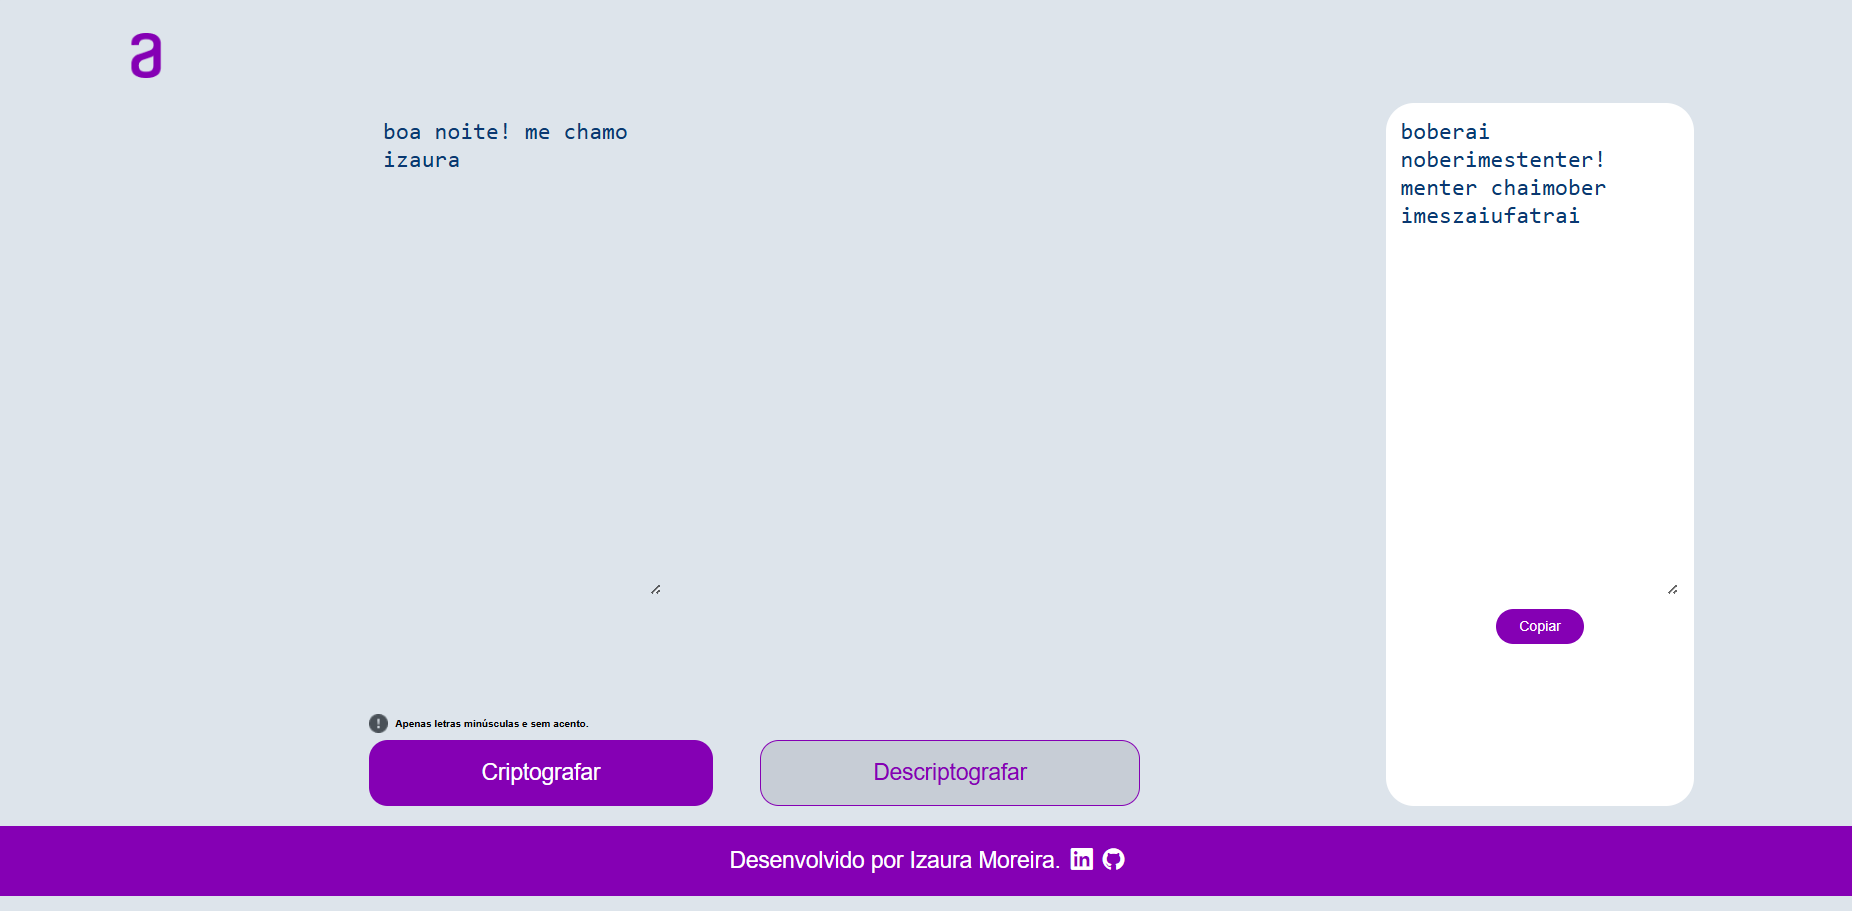 a
boa noite! me chamo
izaura
boberai
noberimestenter!
menter chaimober
imeszaiufatrai
Copiar
Apenas letras minúsculas e sem acento.
Criptografar
Descriptografar
Desenvolvido por Izaura Moreira.